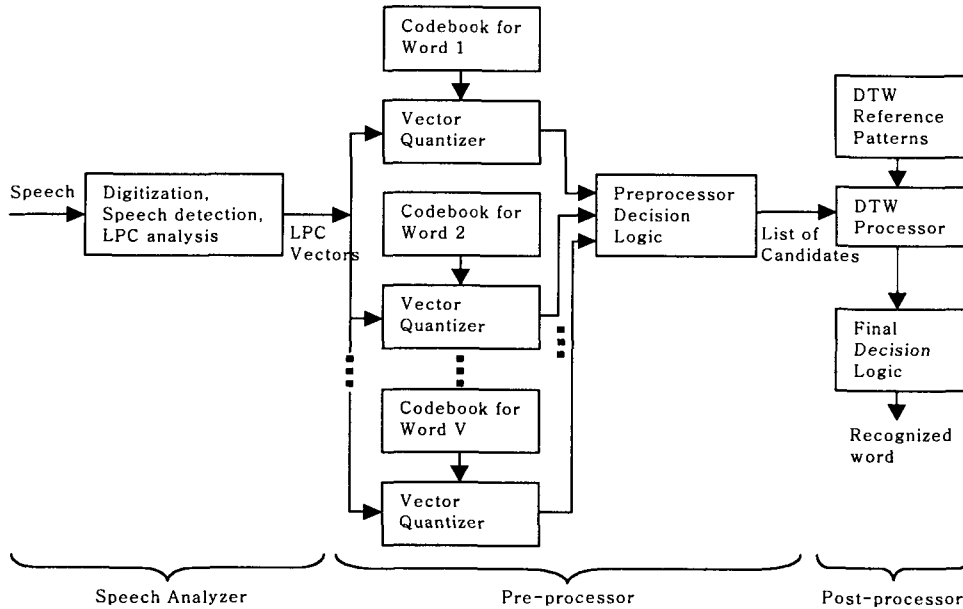 Codebook for
Word 1
Vector
Quantizer
DTW
Reference
Patterns
Speech
Digitization,
Speech detection,
LPC analysis
LPC
Vectors
Codebook for
Word 2
Preprocessor
Decision
Logic
List of
Candidates
DTW
Processor
Vector
Quantizer
Final
Decision
Logic
Codebook for
Word V
Recognized
word
Vector
Quantizer
Speech Analyzer
Pre-processor
Post-processor